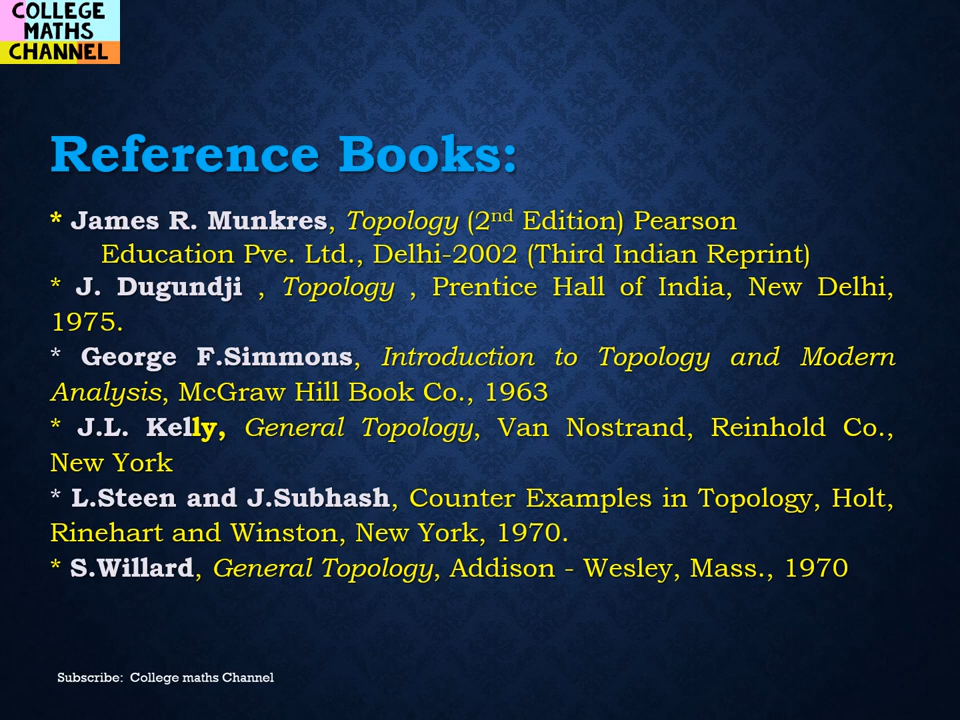 COLLEGE
MATHS
CHANNEL
Reference Books:
* James R. Munkres, Topology (2nd Edition) Pearson
Education Pve. Ltd., Delhi-2002 (Third Indian Reprint)
* J. Dugundji , Topology , Prentice Hall of India, New Delhi,
1975.
* George F.Simmons, Introduction to Topology and Modern
Analysis, McGraw Hill Book Co., 1963
* J.L. Kelly, General Topology, Van Nostrand, Reinhold Co.,
New York
* L.Steen and J.Subhash, Counter Examples in Topology, Holt,
Rinehart and Winston, New York, 1970.
* S.Willard, General Topology, Addison - Wesley, Mass., 1970
Subscribe: College maths Channel